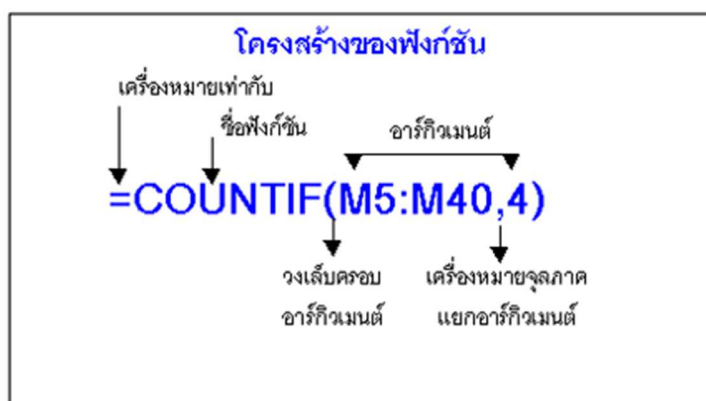 โครงสร้างของฟังก์ชัน
เครื่องหมายเท่ากับ
ชื่อฟังก์ชัน
อาร์กิวเมนต์
=COUNTIF(M5:M40,4)
วงเล็บครอบ
อาร์กิวเมนต์
เครื่องหมายจุลภาค
แยกอาร์กิวเมนต์